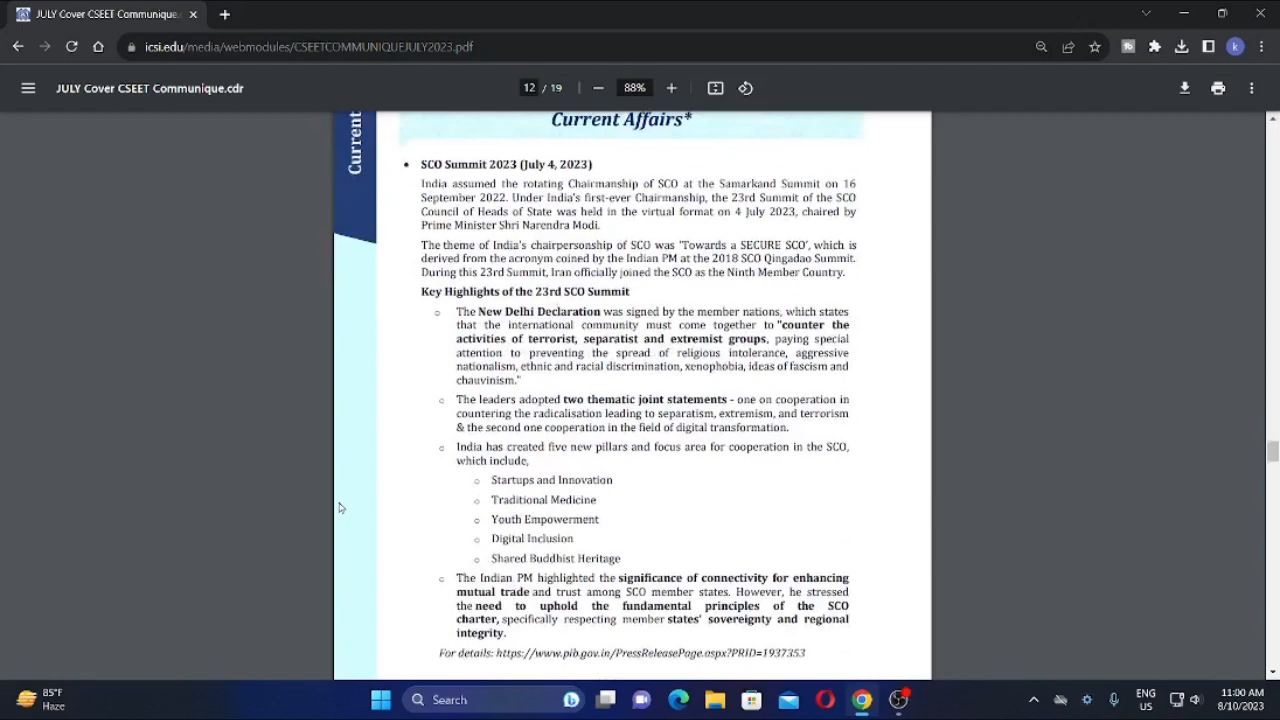 JULY Cover CSEET Communique.
icsi.edu/media/webmodules/CSEETCOMMUNIQUEJULY2023.pdf
k
JULY Cover CSEET Communique.cdr
12 / 19
88%
Current
Current Affairs*
• SCO Summit 2023 (July 4, 2023)
India assumed the rotating Chairmanship of SCO at the Samarkand Summit on 16
September 2022. Under India's first-ever Chairmanship, the 23rd Summit of the SCO
Council of Heads of State was held in the virtual format on 4 July 2023, chaired by
Prime Minister Shri Narendra Modi.
The theme of India's chairpersonship of SCO was 'Towards a SECURE SCO', which is
derived from the acronym coined by the Indian PM at the 2018 SCO Qingadao Summit.
During this 23rd Summit, Iran officially joined the SCO as the Ninth Member Country.
Key Highlights of the 23rd SCO Summit
○ The New Delhi Declaration was signed by the member nations, which states
that the international community must come together to "counter the
activities of terrorist, separatist and extremist groups, paying special
attention to preventing the spread of religious intolerance, aggressive
nationalism, ethnic and racial discrimination, xenophobia, ideas of fascism and
chauvinism."
○ The leaders adopted two thematic joint statements - one on cooperation in
countering the radicalisation leading to separatism, extremism, and terrorism
& the second one cooperation in the field of digital transformation.
○ India has created five new pillars and focus area for cooperation in the SCO,
which include,
○ Startups and Innovation
○ Traditional Medicine
○ Youth Empowerment
○ Digital Inclusion
○ Shared Buddhist Heritage
○ The Indian PM highlighted the significance of connectivity for enhancing
mutual trade and trust among SCO member states. However, he stressed
the need to uphold the fundamental principles of the SCO
charter, specifically respecting member states' sovereignty and regional
integrity.
For details: https://www.pib.gov.in/PressReleasePage.aspx?PRID=1937353
85°F
Haze
Search
ENG
US
11:00 AM
8/10/2023